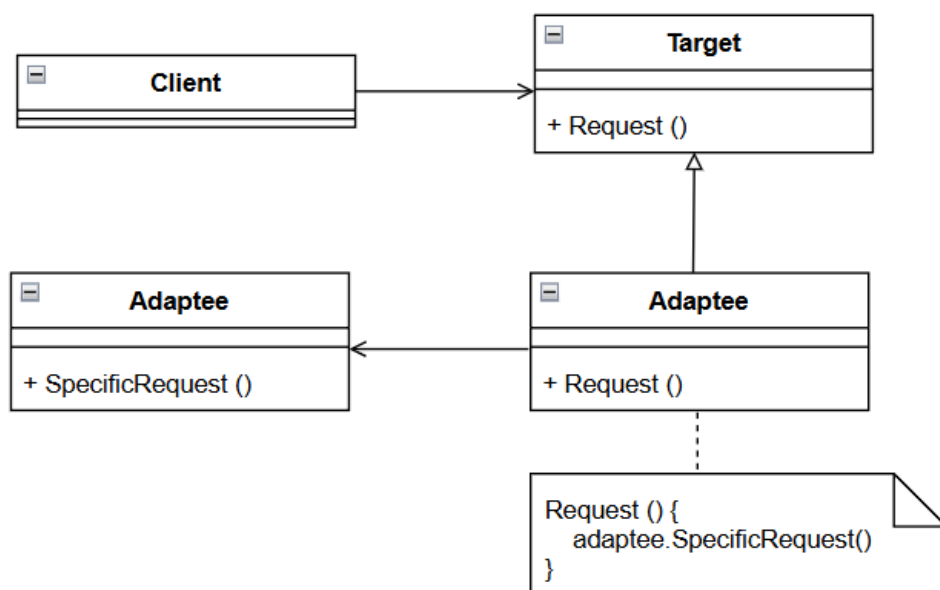 Client
Target
+ Request ()
Adaptee
+ SpecificRequest ()
Adaptee
+ Request ()
Request () {
adaptee.SpecificRequest()
}